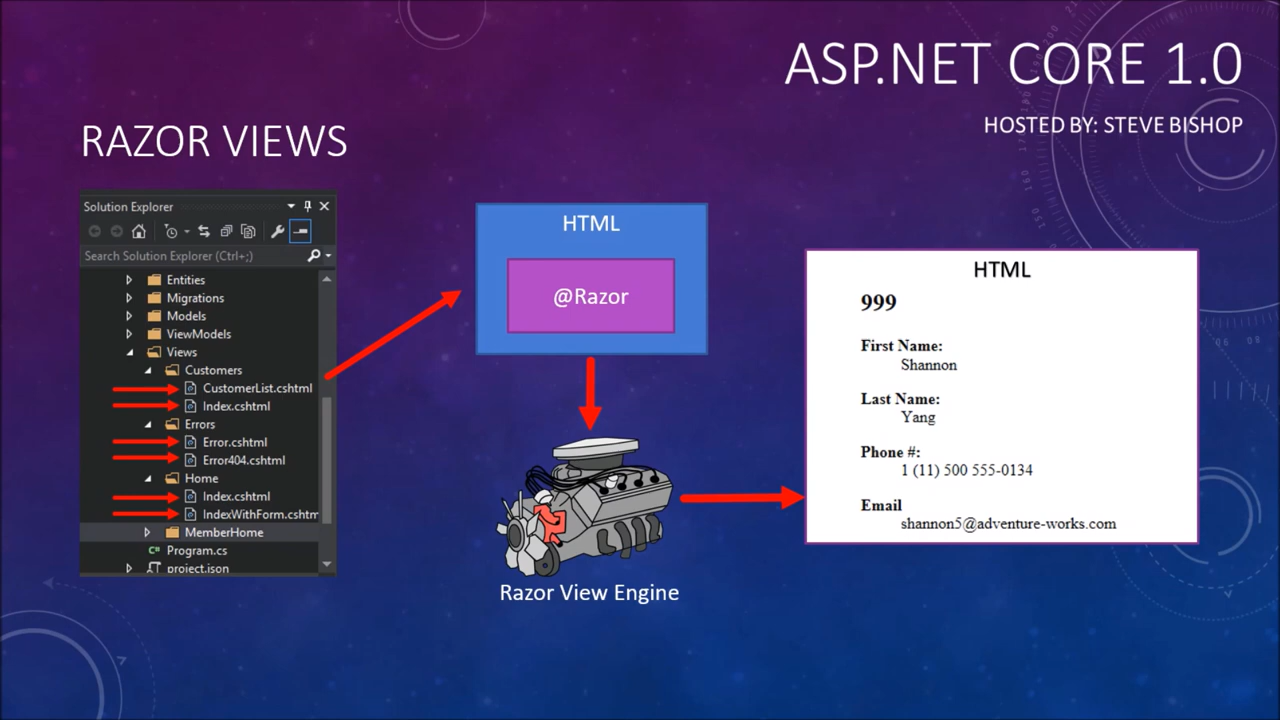 ASP.NET CORE 1.0
HOSTED BY: STEVE BISHOP
RAZOR VIEWS
Solution Explorer
Search Solution Explorer (Ctrl+;)
Entities
Migrations
Models
ViewModels
Views
Customers
CustomerList.cshtml
Index.cshtml
Errors
Error.cshtml
Error404.cshtml
Home
Index.cshtml
IndexWithForm.cshtm
MemberHome
C# Program.cs
project.json
HTML
@Razor
Razor View Engine
HTML
999
First Name:
Shannon
Last Name:
Yang
Phone #:
1 (11) 500 555-0134
Email
shannon5@adventure-works.com